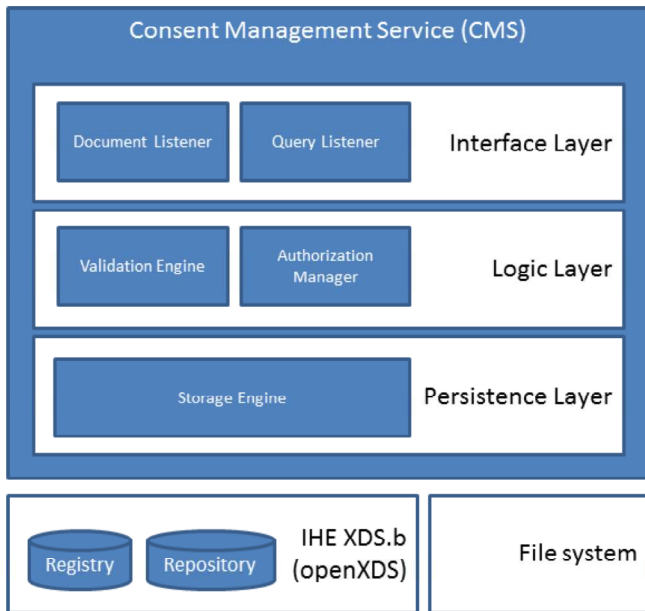 Consent Management Service (CMS)
Document Listener
Query Listener
Interface Layer
Validation Engine
Authorization
Manager
Logic Layer
Storage Engine
Persistence Layer
Registry
Repository
IHE XDS.b
(openXDS)
File system